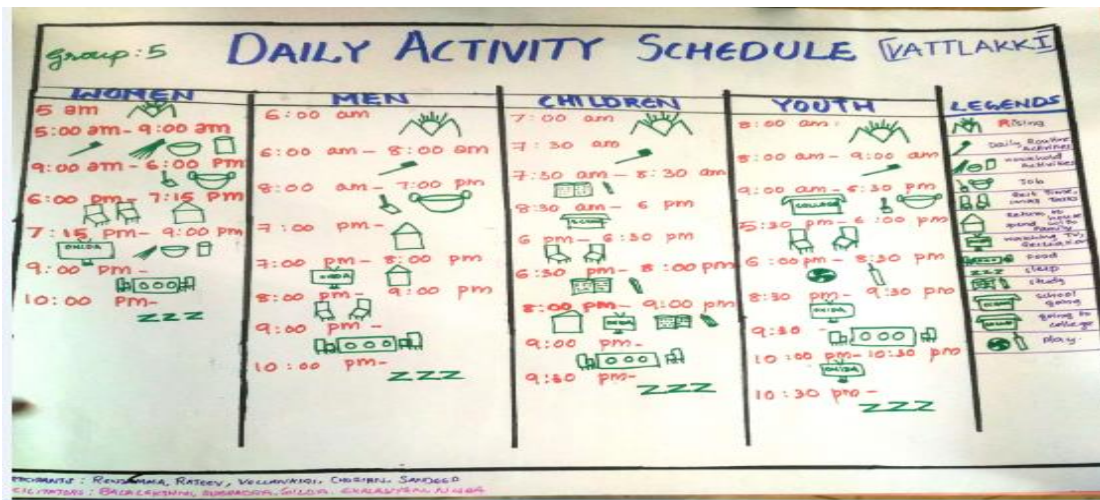 Group: 5
DAILY ACTIVITY SCHEDULE
VATTLAKKI
WOMEN
5 am
5:00 am - 9:00 am
9:00 am - 6:00 Pm
6:00 pm - 7:15 pm
7:15 pm - 9:00 pm
ONIDA
9:00 pm -
10:00 pm -
ZZZ
MEN
6:00 am
6:00 am - 8:00 am
8:00 am - 7:00 pm
7:00 pm -
7:00 pm - 8:00 pm
ONIDA
8:00 pm - 9:00 pm
9:00 pm -
10:00 pm -
ZZZ
CHILDREN
7:00 am
7:30 am
7:30 am - 8:30 am
8:30 am - 6 pm
6 pm - 6:30 pm
6:30 pm - 8:00 pm
8:00 pm - 9:00 pm
ONIDA
9:00 pm -
9:30 pm -
ZZZ
YOUTH
8:00 am -
8:00 am - 9:00 am
9:00 am - 5:30 pm
COLLAGE
5:30 pm - 6:00 pm
6:00 pm - 8:30 pm
8:30 pm - 9:30 pm
ONIDA
9:30 -
10:00 pm - 10:30 pm
ONIDA
10:30 pm -
ZZZ
LEGENDS
Rising
Daily Routine Activities
Household Activities
Job
Rest Time,
Return to house
family
watching TV,
Food
ZZZ sleep
study
school going
going to college
play
: RATEEV, CHERIAN, SANDEED